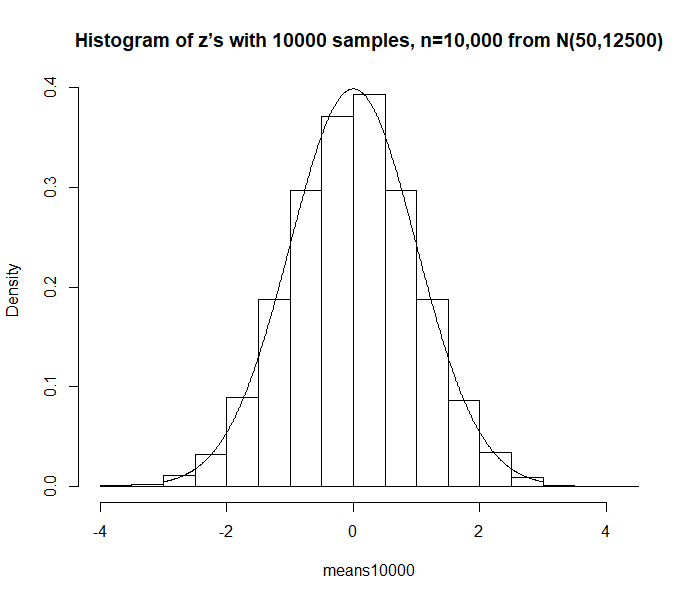 Histogram of z’s with 10000 samples, n=10,000 from N(50,12500)
0.4
0.3
0.2
0.1
0.0
Density
-4 -2 0 2 4
means10000